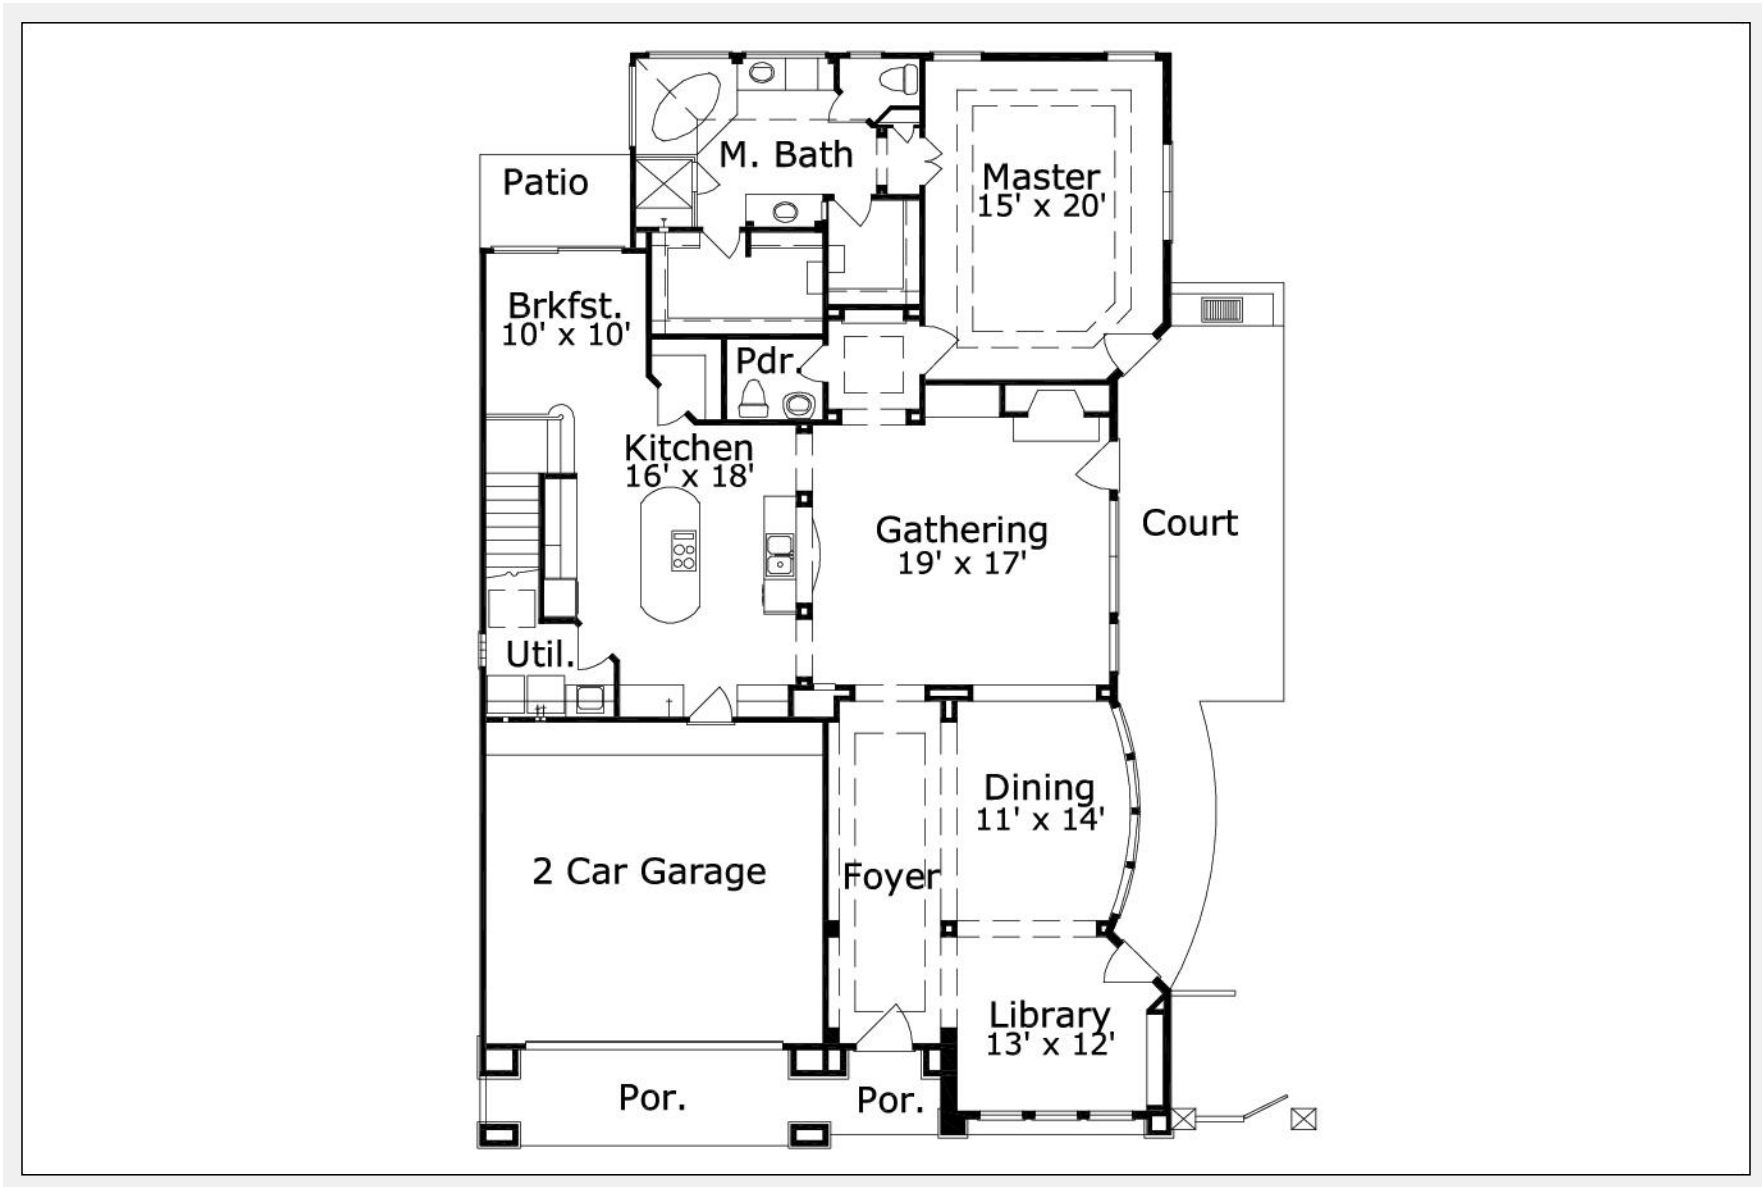 M. Bath
Patio
Master
15' x 20'
Brkfst.
10' x 10'
Pdr.
Kitchen
16' x 18'
Gathering
19' x 17'
Court
Util.
Dining
11' x 14'
2 Car Garage
Foyer
Library
13' x 12'
Por.
Por.